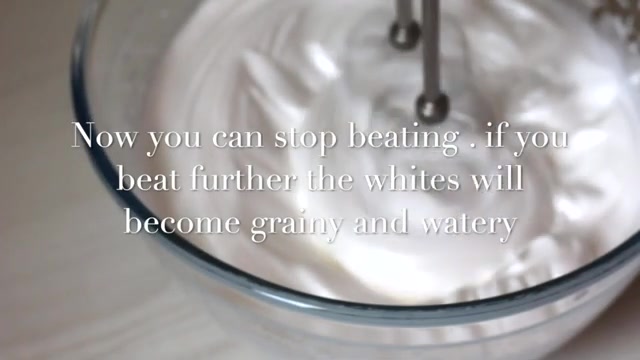 Now you can stop beating . if you
beat further the whites will
become grainy and watery